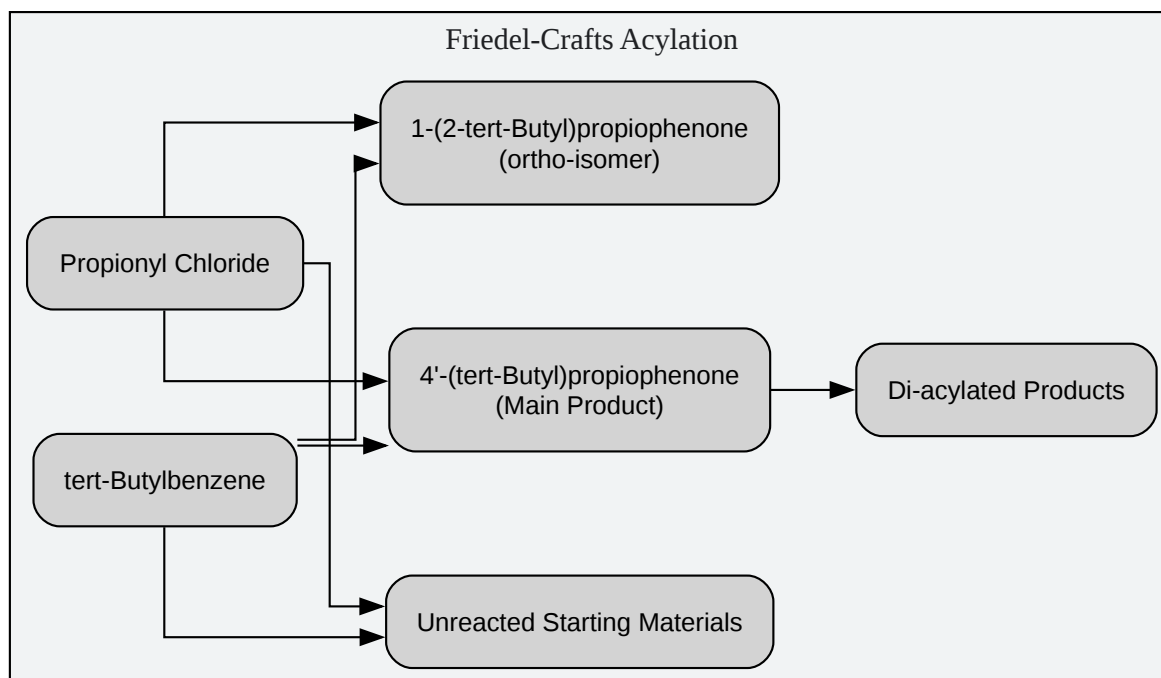 Friedel-Crafts Acylation
1-(2-tert-Butyl)propiophenone
(ortho-isomer)
Propionyl Chloride
4'-(tert-Butyl)propiophenone
(Main Product)
Di-acylated Products
tert-Butylbenzene
Unreacted Starting Materials